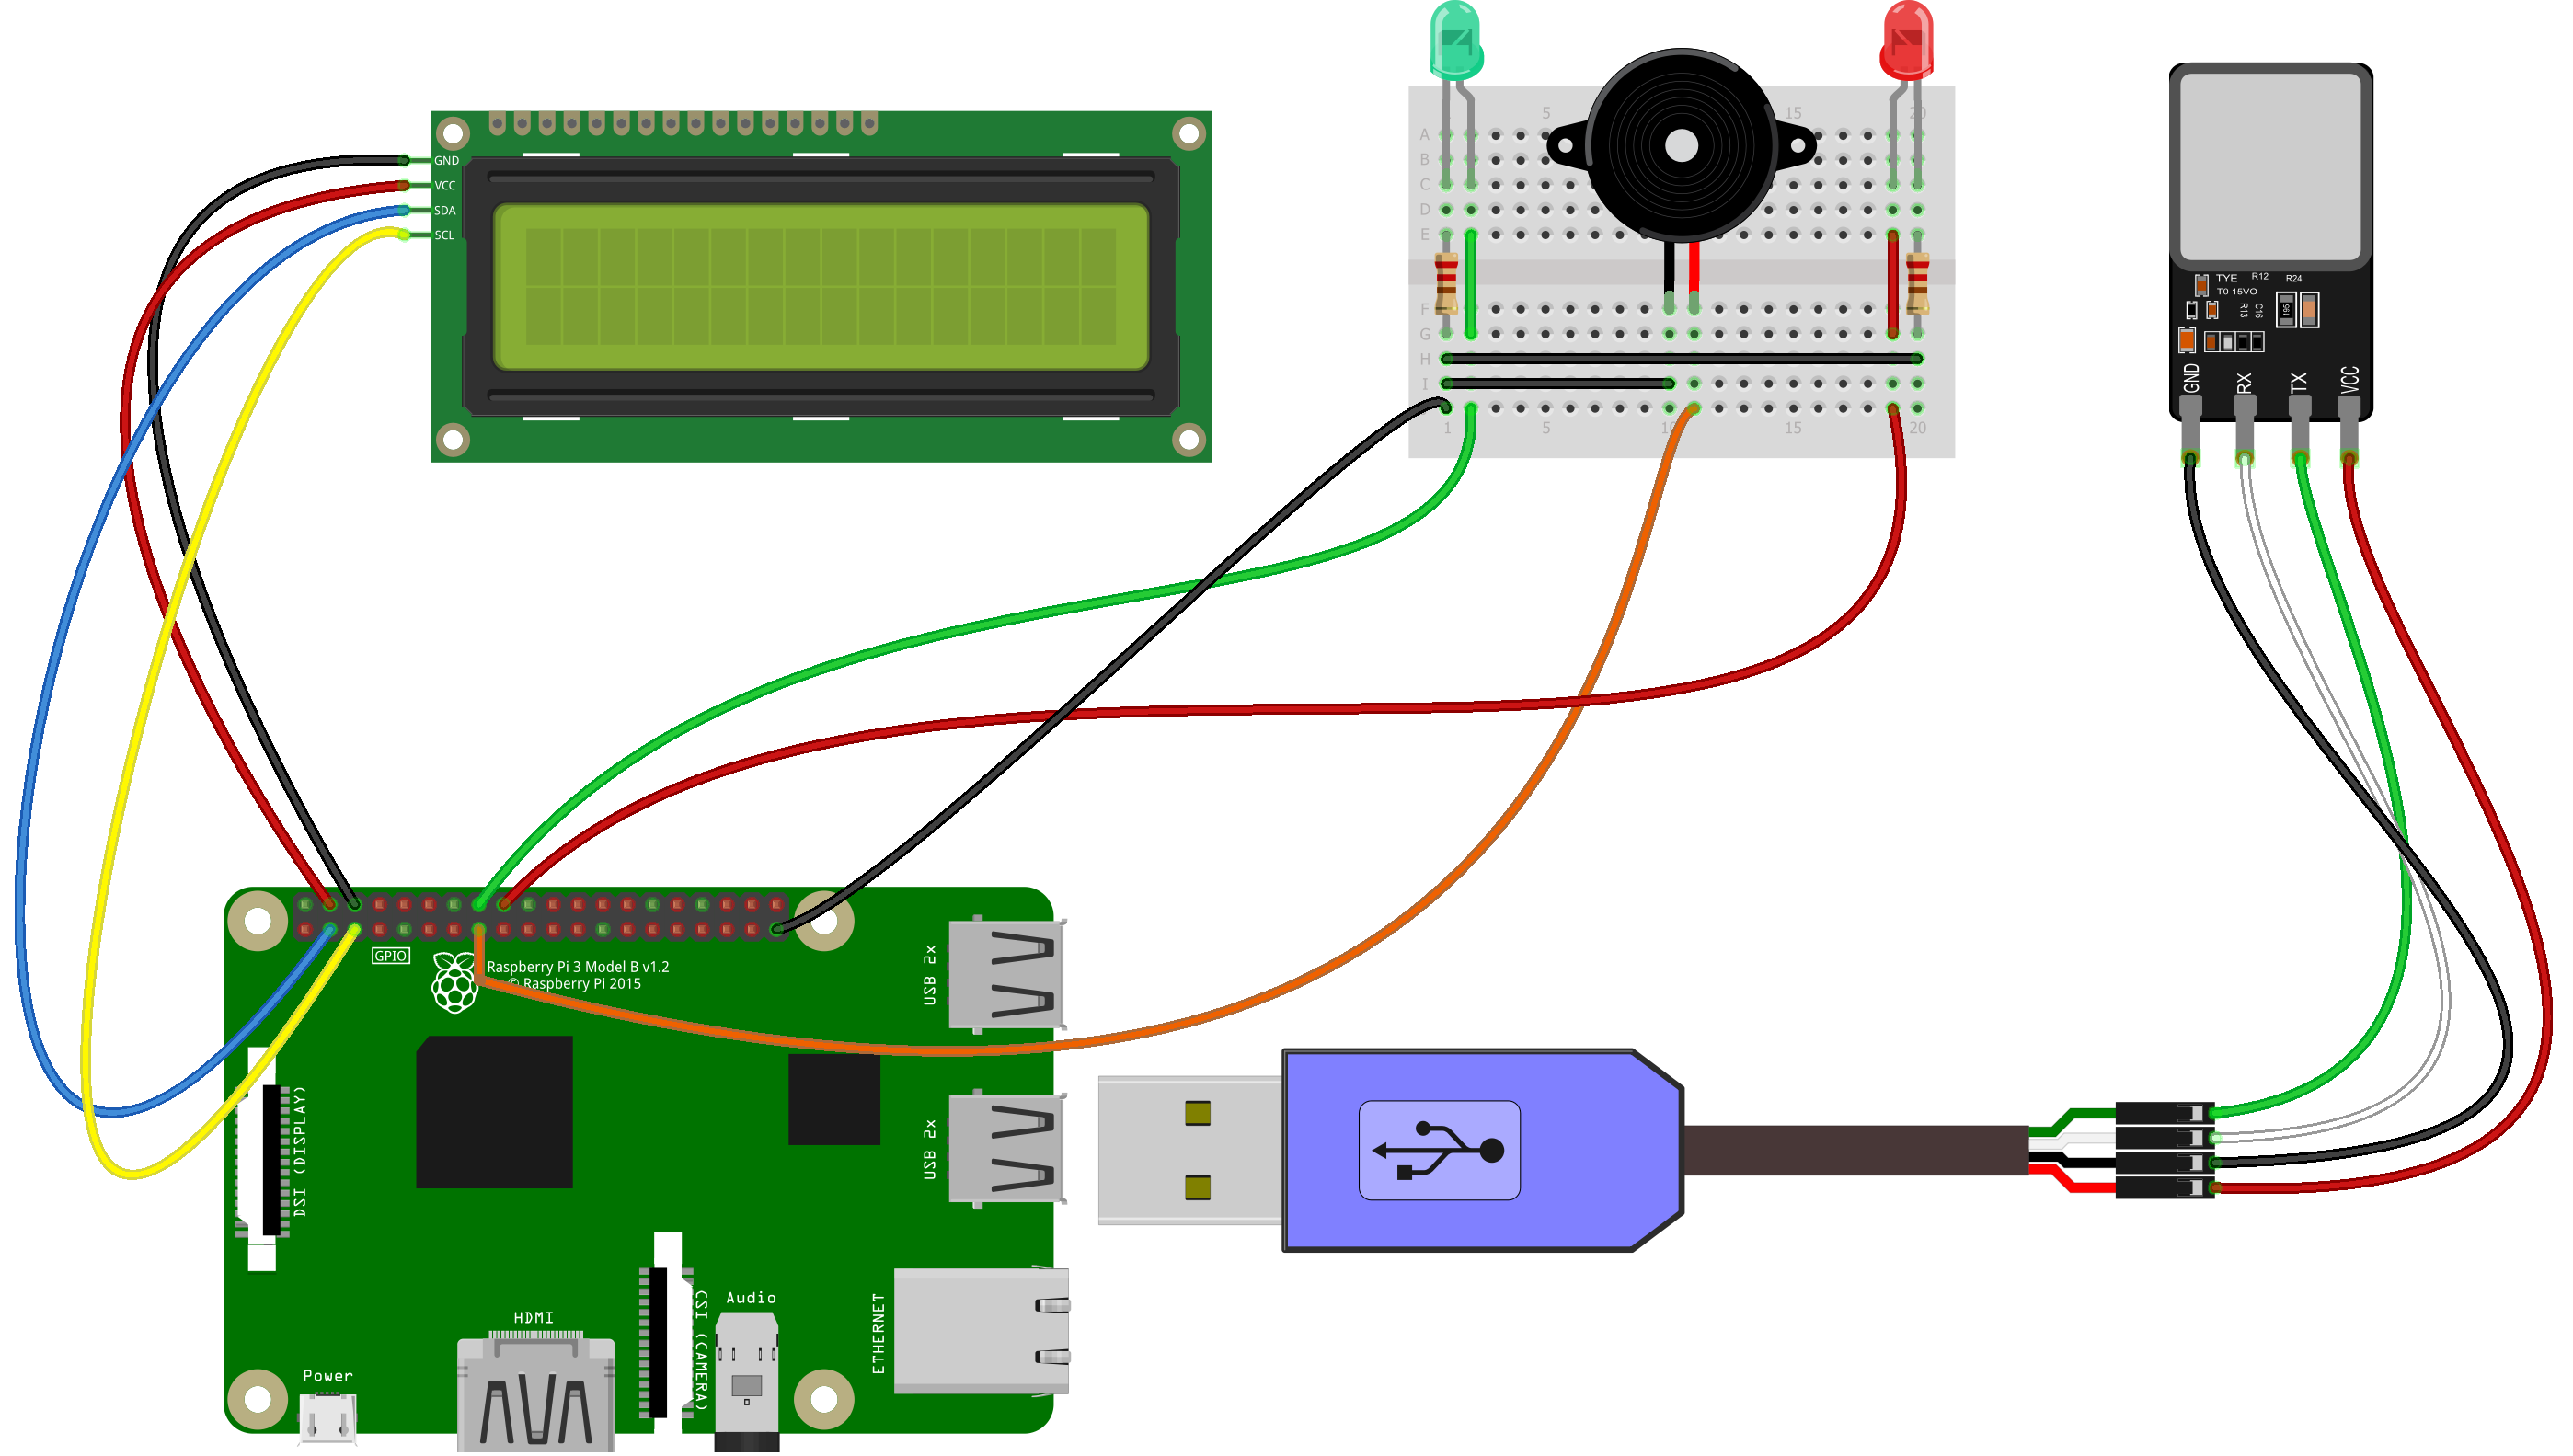 GND
VCC
SDA
SCL
5
15
20
A
B
C
D
E
F
G
H
I
1
5
10
15
20
TYE
R12
R24
T0 15VO
R13
C16
195
GND
RX
TX
VCC
GPIO
Raspberry Pi 3 Model B v1.2
© Raspberry Pi 2015
USB 2x
USB 2x
DSI (DISPLAY)
CSI (CAMERA)
Audio
ETHERNET
HDMI
Power